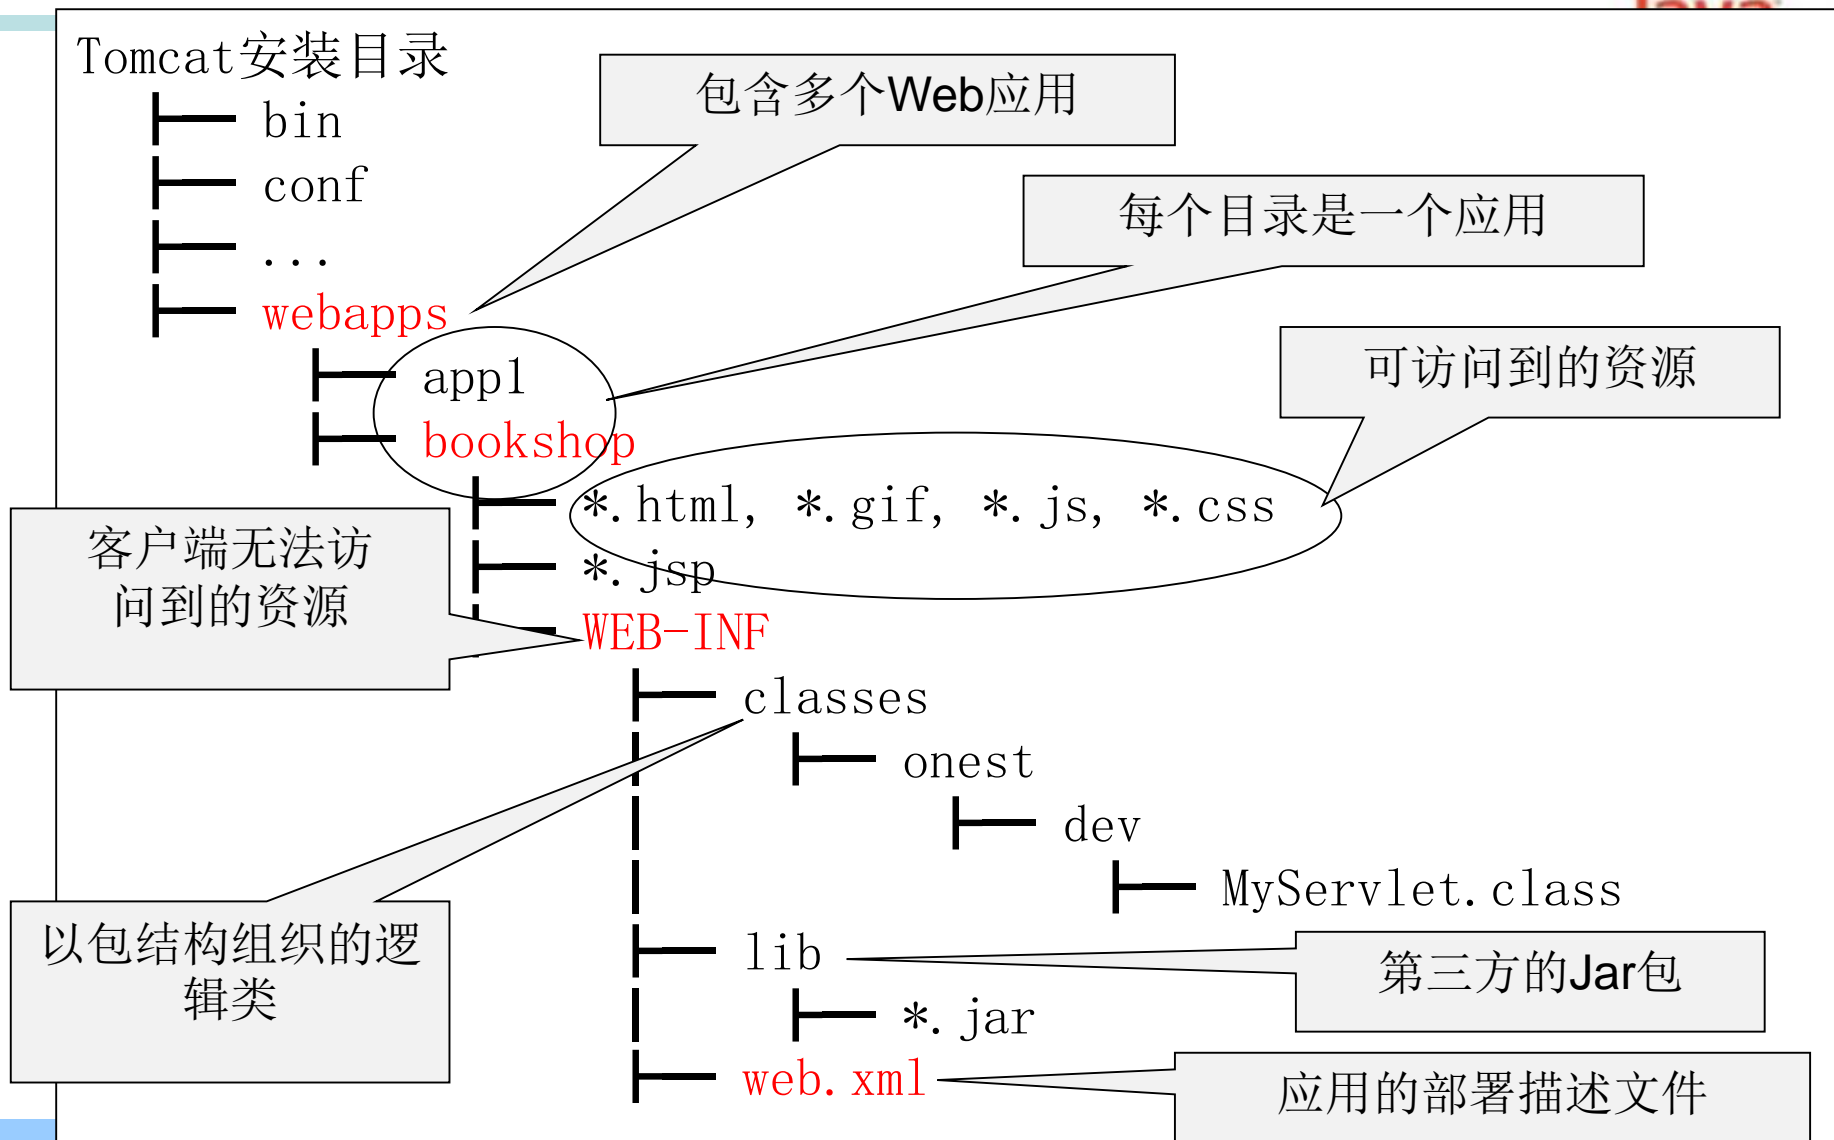 Java
Tomcat安装目录
包含多个Web应用
bin
conf
每个目录是一个应用
...
webapps
可访问到的资源
app1
bookshop
*.html, *.gif, *.js, *.css
客户端无法访
问到的资源
*.jsp
WEB-INF
classes
onest
dev
MyServlet.class
以包结构组织的逻
辑类
lib
第三方的Jar包
*.jar
web.xml
应用的部署描述文件